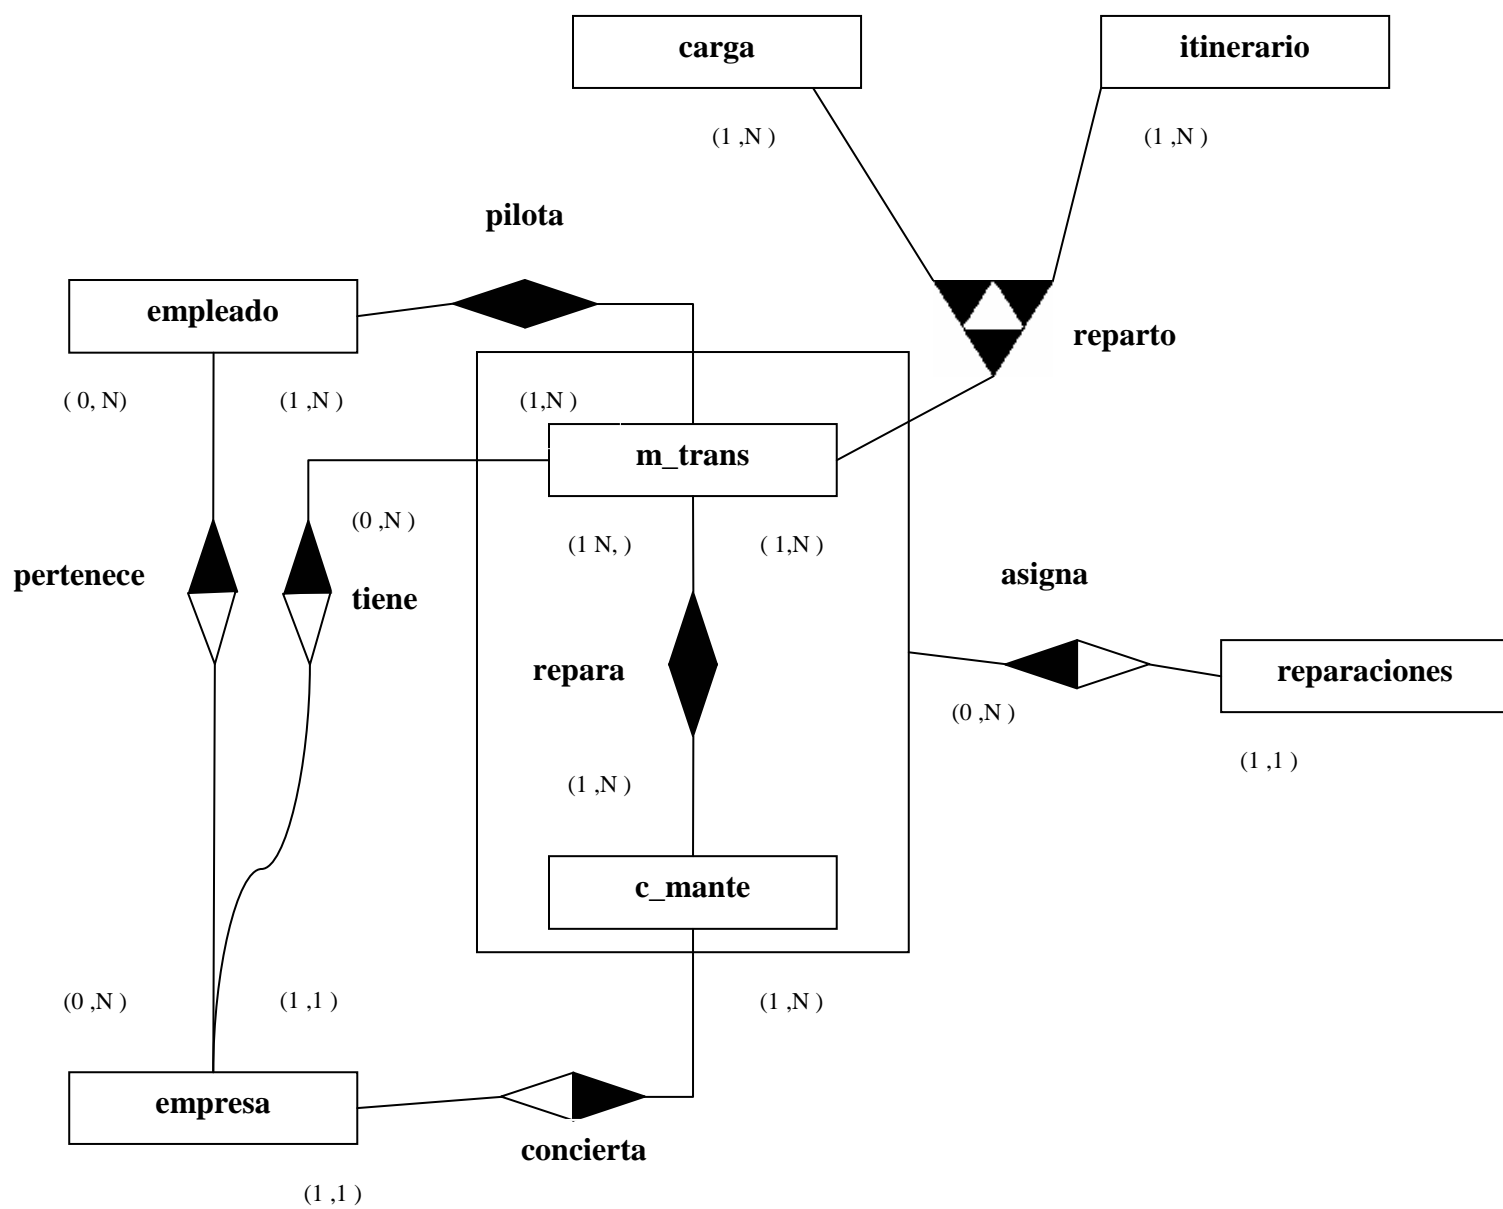 carga
itinerario
(1 ,N )
(1 ,N )
pilota
empleado
reparto
( 0, N)
(1 ,N )
(1,N )
m_trans
(0 ,N )
(1 N, )
( 1,N )
pertenece
tiene
asigna
repara
reparaciones
(0 ,N )
(1 ,1 )
(1 ,N )
c_mante
(0 ,N )
(1 ,1 )
(1 ,N )
empresa
concierta
(1 ,1 )